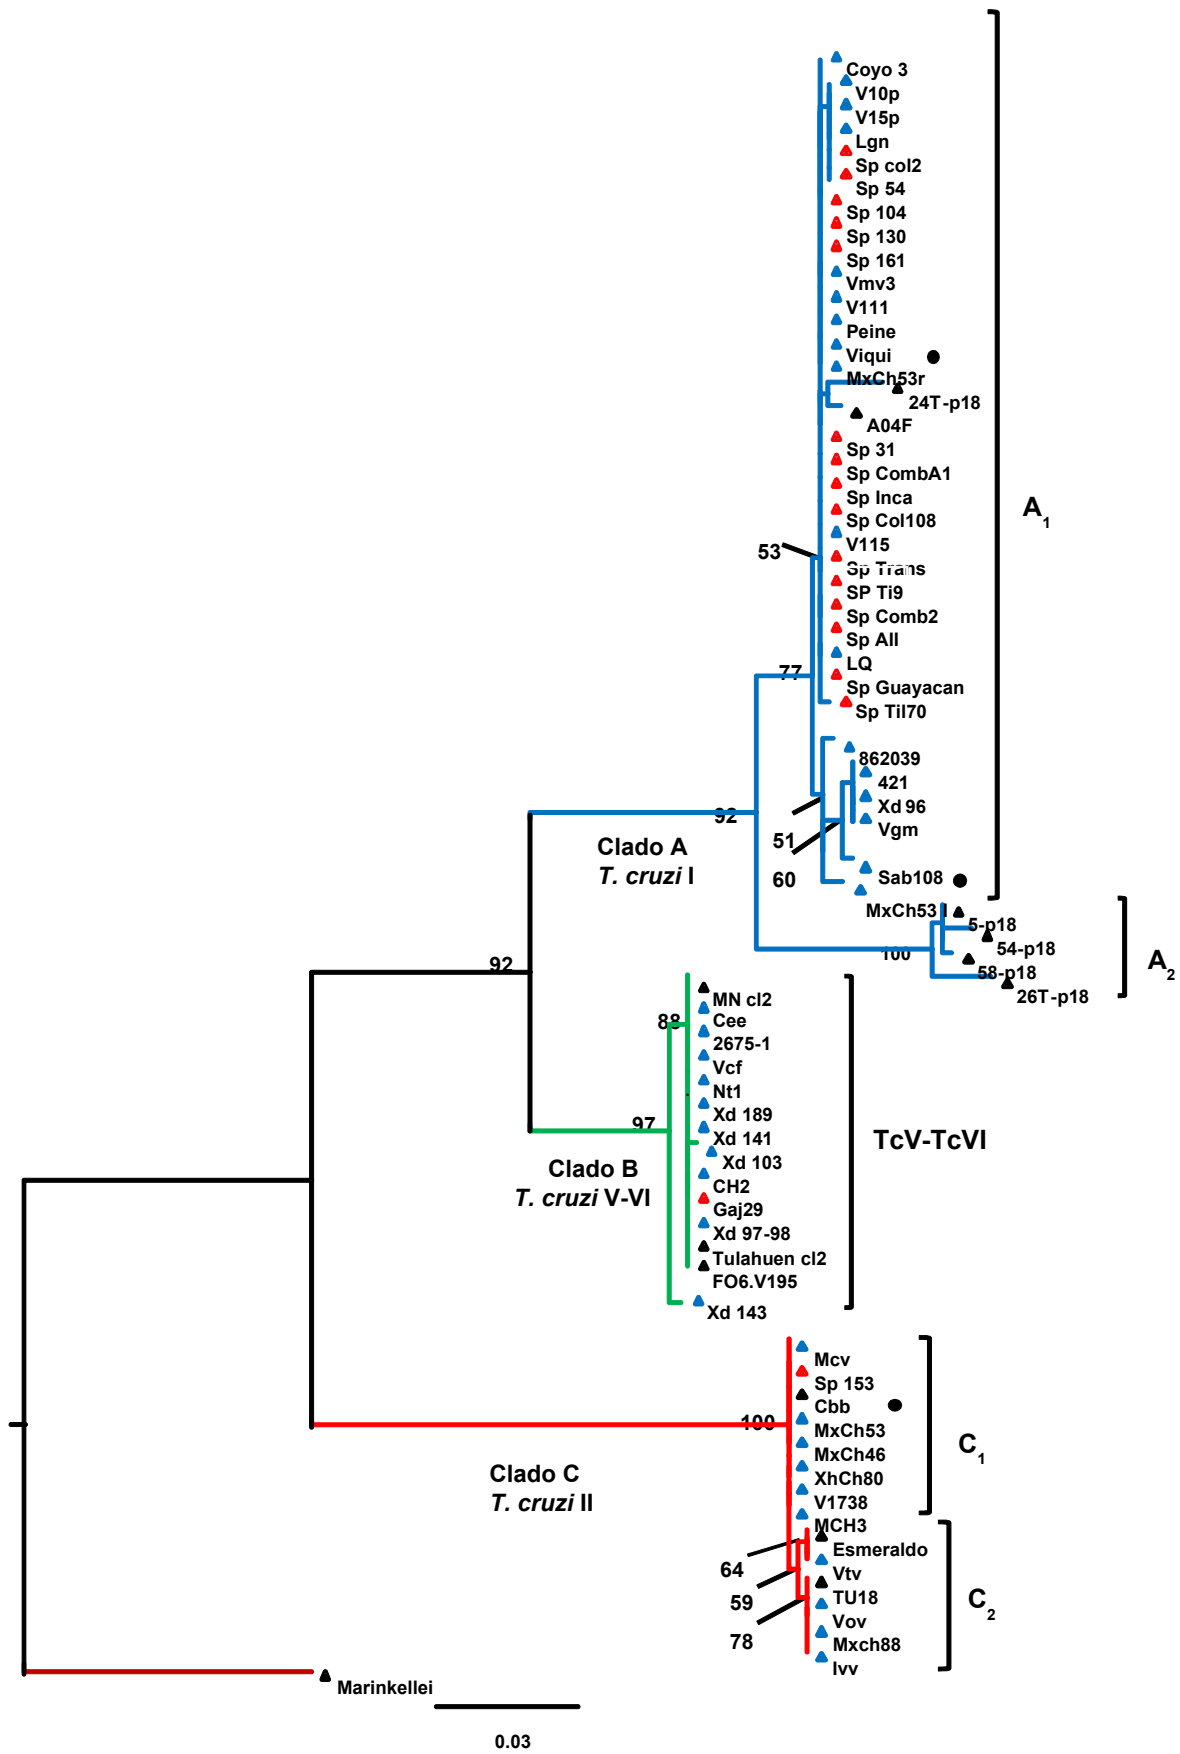 Coyo 3
V10p
V15p
Lgn
Sp col2
Sp 54
Sp 104
Sp 130
Sp 161
Vmv3
V111
Peine
Viqui
MxCh53r
24T-p18
A04F
Sp 31
Sp CombA1
Sp Inca
A1
Sp Col108
V115
53
Sp Trans
SP Ti9
Sp Comb2
Sp All
LQ
77
Sp Guayacan
Sp Til70
862039
421
Xd 96
92
Vgm
51
Clado A
T. cruzi I
60
Sab108
MxCh53 I
5-p18
54-p18
100
A2
92
58-p18
26T-p18
MN cl2
88
Cee
2675-1
Vcf
Nt1
Xd 189
97
Xd 141
TcV-TcVI
Xd 103
Clado B
T. cruzi V-VI
CH2
Gaj29
Xd 97-98
Tulahuen cl2
FO6.V195
Xd 143
Mcv
Sp 153
Cbb
100
MxCh53
C1
MxCh46
Clado C
T. cruzi II
XhCh80
V1738
MCH3
Esmeraldo
64
Vtv
TU18
59
C2
Vov
78
Mxch88
Ivv
Marinkellei
0.03